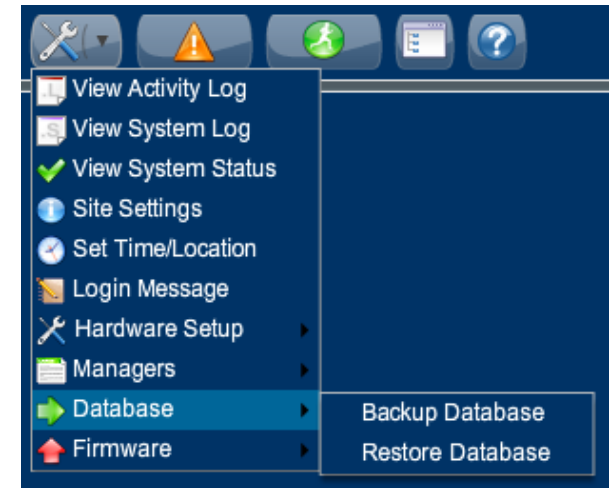 View Activity Log
View System Log
View System Status
Site Settings
Set Time/Location
Login Message
Hardware Setup
Managers
Database
Backup Database
Firmware
Restore Database